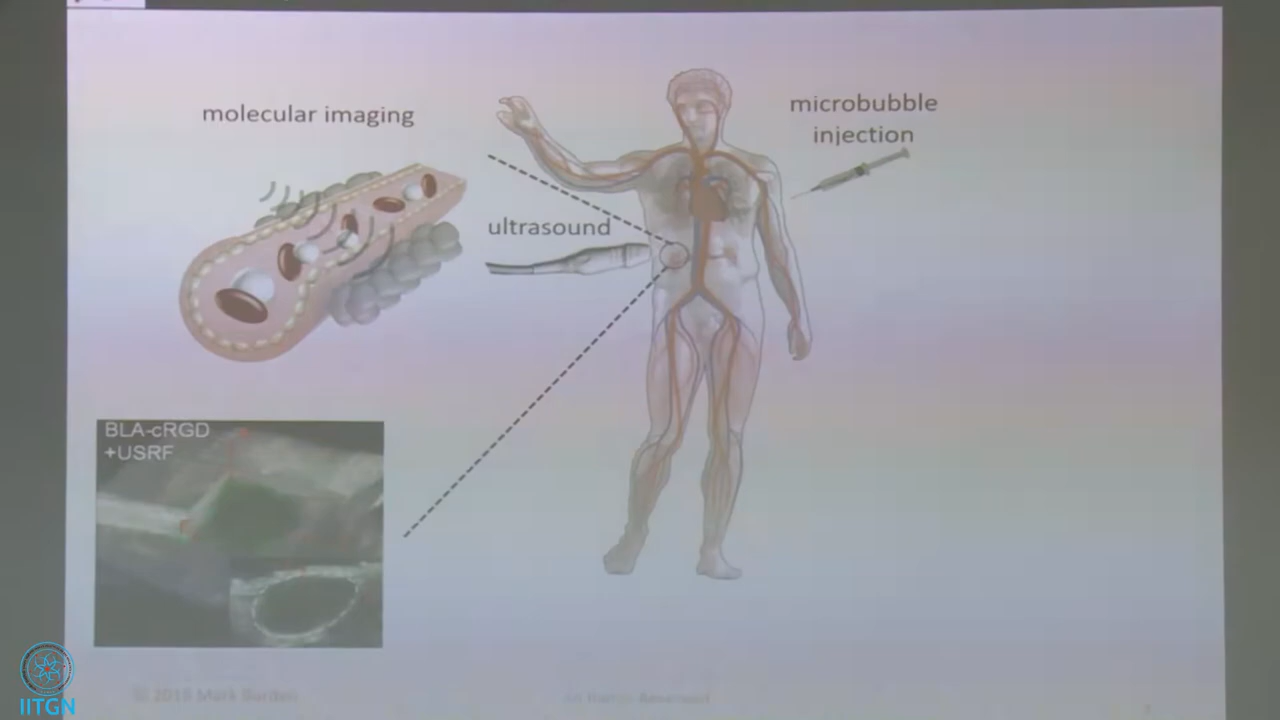 molecular imaging
microbubble
injection
ultrasound
BLA-cRGD
+USRF
IITGN